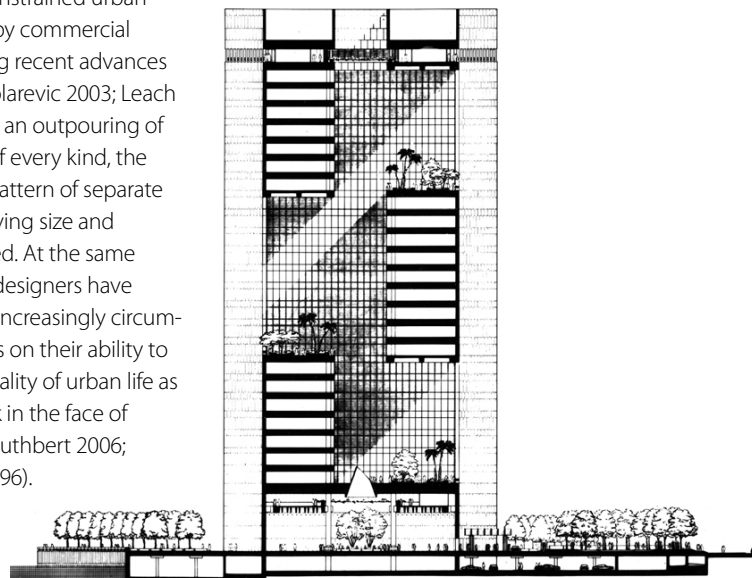 nstrained urban
by commercial
g recent advances
olarevic 2003; Leach
an outpouring of
f every kind, the
attern of separate
ying size and
ed. At the same
designers have
increasingly circum-
s on their ability to
ality of urban life as
k in the face of
uthbert 2006;
96).